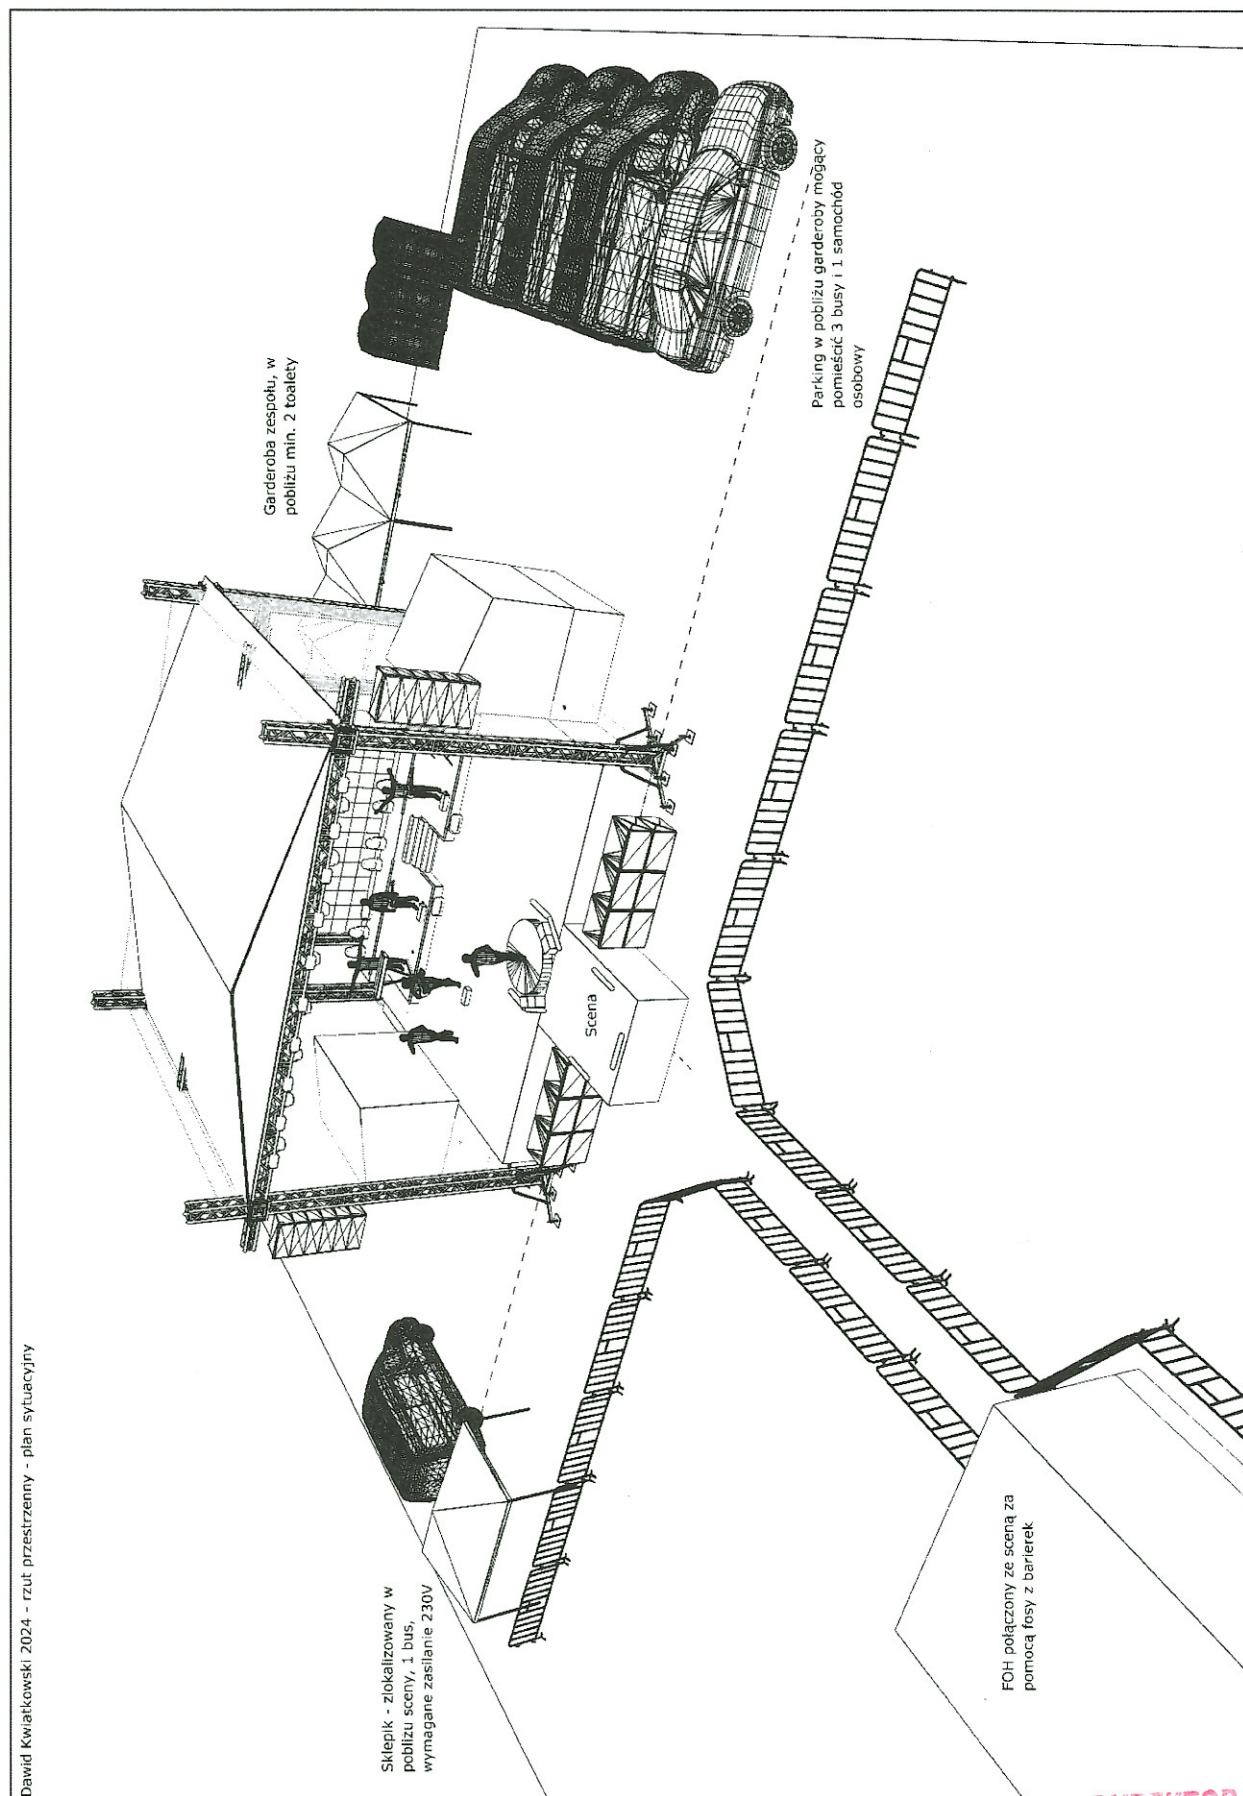 Dawid Kwiatkowski 2024 - rzut przestrzenny - plan sytuacyjny
Garderoba zespołu, w
pobliżu min. 2 toalety
Parking w pobliżu garderoby mogący
pomieścić 3 busy i 1 samochód
osobowy
Scena
Sklepik - zlokalizowany w
pobliżu sceny, 1 bus,
wymagane zasilanie 230V
FOH połączony ze sceną za
pomocą fosy z barierek